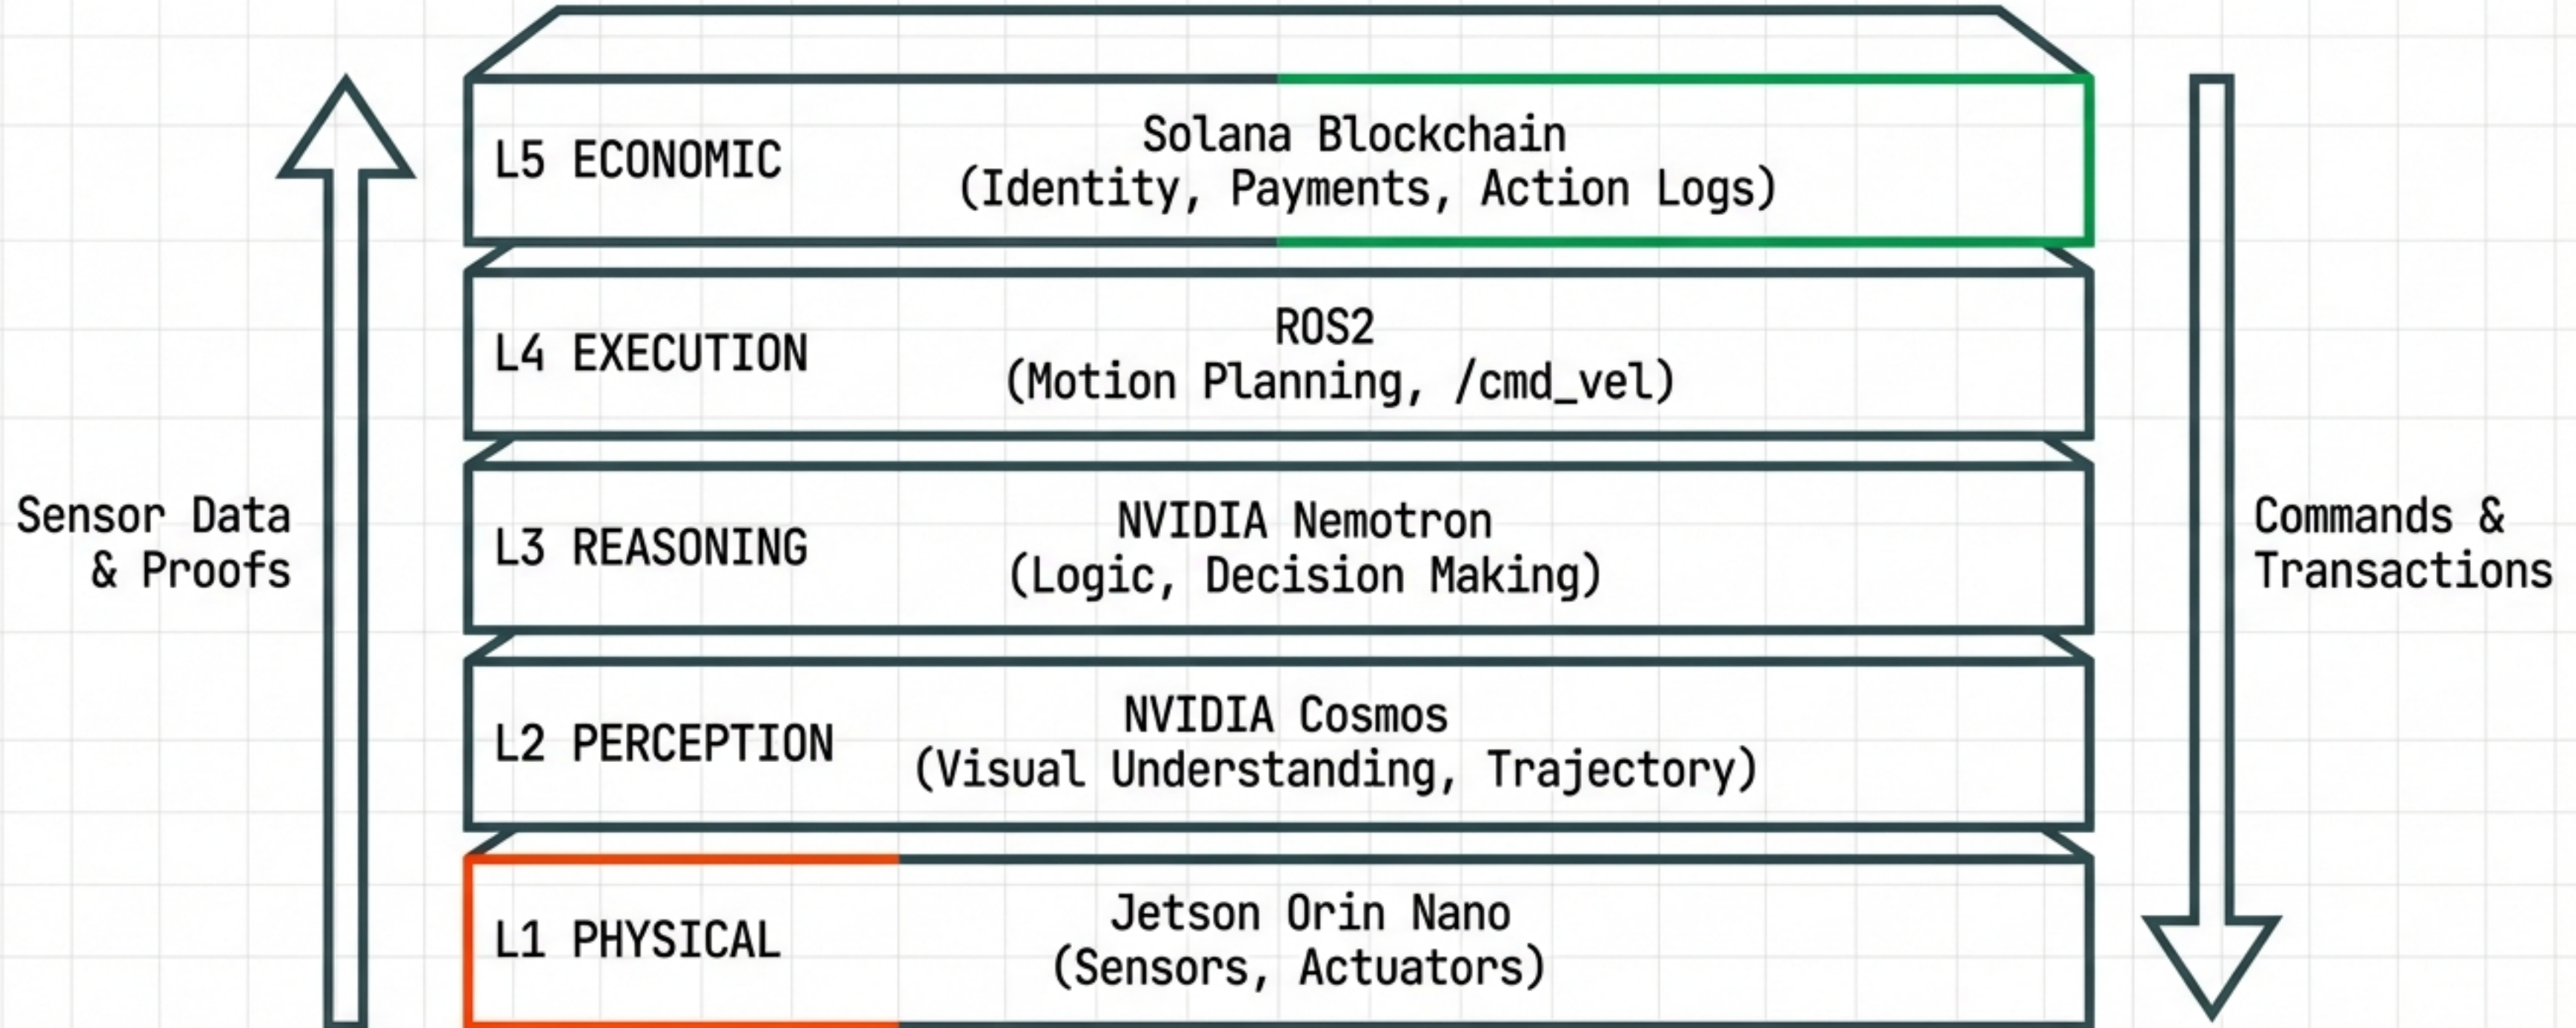 L5 ECONOMIC
Solana Blockchain
(Identity, Payments, Action Logs)
L4 EXECUTION
ROS2
(Motion Planning, /cmd_vel)
Sensor Data
& Proofs
L3 REASONING
NVIDIA Nemotron
(Logic, Decision Making)
Commands &
Transactions
L2 PERCEPTION
NVIDIA Cosmos
(Visual Understanding, Trajectory)
L1 PHYSICAL
Jetson Orin Nano
(Sensors, Actuators)